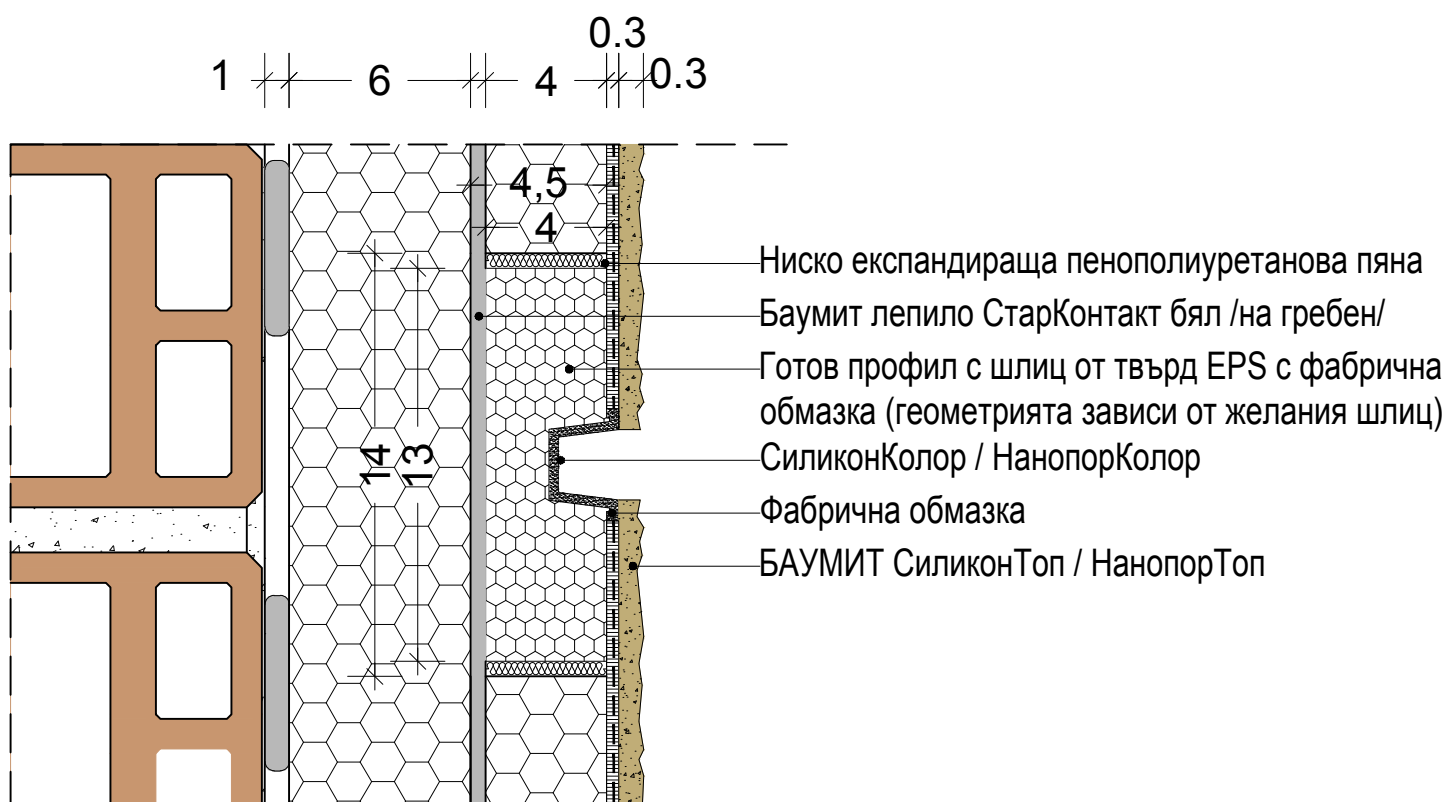 0.3
1
6
4
0.3
4,5
4
14
13
Ниско експандираща пенополиуретанова пяна
Баумит лепило СтарКонтакт бял /на гребен/
Готов профил с шлиц от твърд EPS с фабрична
обмазка (геометрията зависи от желания шлиц)
СиликонКолор / НанопорКолор
Фабрична обмазка
БАУМИТ СиликонТоп / НанопорТоп